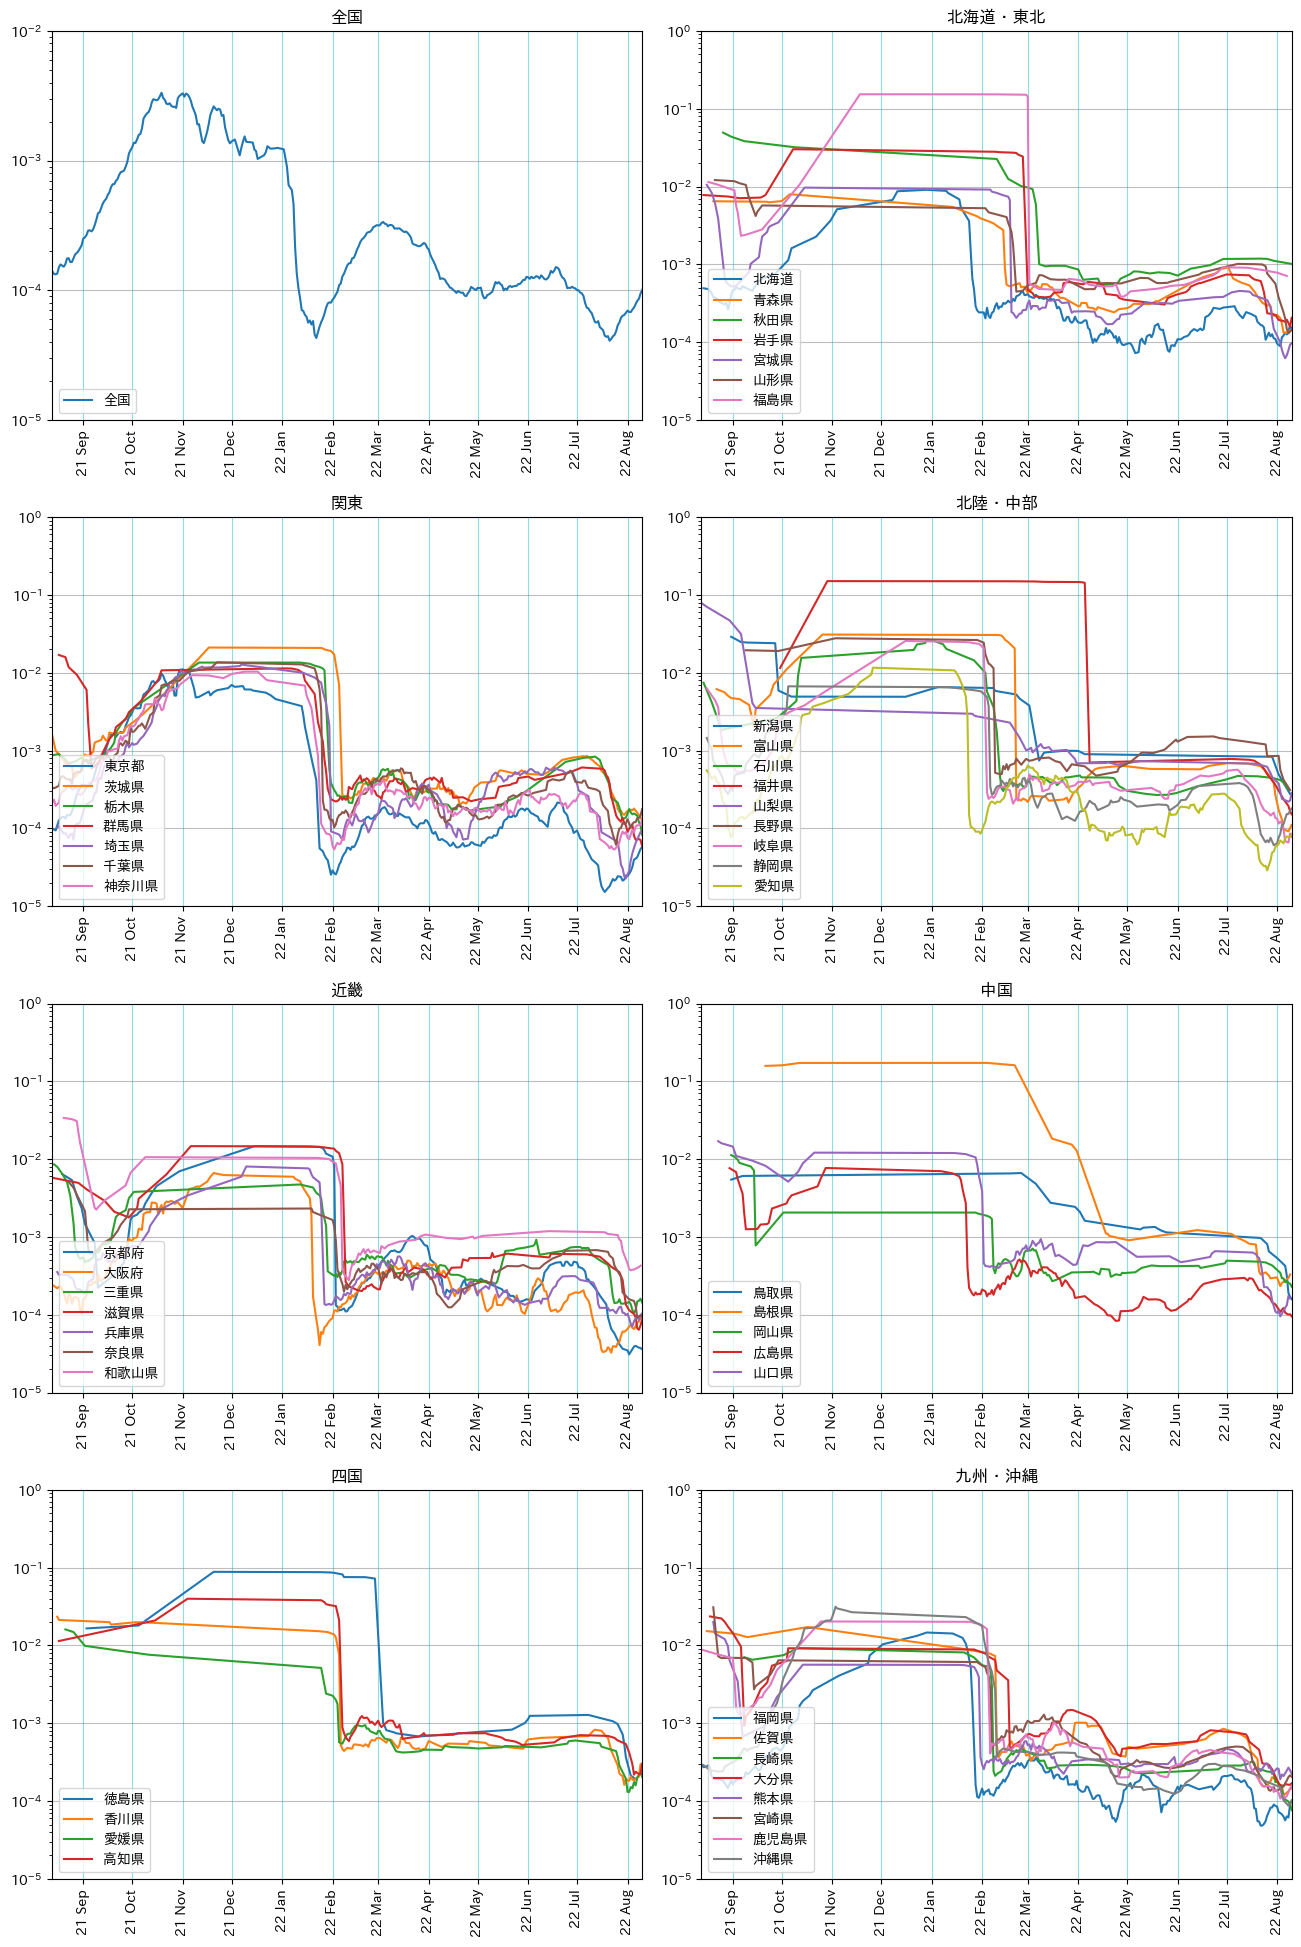 全国
10⁻²
10⁻³
10⁻⁴
10⁻⁵
全国
21 Sep
21 Oct
21 Nov
21 Dec
22 Jan
22 Feb
22 Mar
22 Apr
22 May
22 Jun
22 Jul
22 Aug
北海道・東北
10⁰
10⁻¹
10⁻²
10⁻³
10⁻⁴
10⁻⁵
北海道
青森県
秋田県
岩手県
宮城県
山形県
福島県
21 Sep
21 Oct
21 Nov
21 Dec
22 Jan
22 Feb
22 Mar
22 Apr
22 May
22 Jun
22 Jul
22 Aug
関東
10⁰
10⁻¹
10⁻²
10⁻³
10⁻⁴
10⁻⁵
東京都
茨城県
栃木県
群馬県
埼玉県
千葉県
神奈川県
21 Sep
21 Oct
21 Nov
21 Dec
22 Jan
22 Feb
22 Mar
22 Apr
22 May
22 Jun
22 Jul
22 Aug
北陸・中部
10⁰
10⁻¹
10⁻²
10⁻³
10⁻⁴
10⁻⁵
新潟県
富山県
石川県
福井県
山梨県
長野県
岐阜県
静岡県
愛知県
21 Sep
21 Oct
21 Nov
21 Dec
22 Jan
22 Feb
22 Mar
22 Apr
22 May
22 Jun
22 Jul
22 Aug
近畿
10⁰
10⁻¹
10⁻²
10⁻³
10⁻⁴
10⁻⁵
京都府
大阪府
三重県
滋賀県
兵庫県
奈良県
和歌山県
21 Sep
21 Oct
21 Nov
21 Dec
22 Jan
22 Feb
22 Mar
22 Apr
22 May
22 Jun
22 Jul
22 Aug
中国
10⁰
10⁻¹
10⁻²
10⁻³
10⁻⁴
10⁻⁵
鳥取県
島根県
岡山県
広島県
山口県
21 Sep
21 Oct
21 Nov
21 Dec
22 Jan
22 Feb
22 Mar
22 Apr
22 May
22 Jun
22 Jul
22 Aug
四国
10⁰
10⁻¹
10⁻²
10⁻³
10⁻⁴
10⁻⁵
徳島県
香川県
愛媛県
高知県
21 Sep
21 Oct
21 Nov
21 Dec
22 Jan
22 Feb
22 Mar
22 Apr
22 May
22 Jun
22 Jul
22 Aug
九州・沖縄
10⁰
10⁻¹
10⁻²
10⁻³
10⁻⁴
10⁻⁵
福岡県
佐賀県
長崎県
大分県
熊本県
宮崎県
鹿児島県
沖縄県
21 Sep
21 Oct
21 Nov
21 Dec
22 Jan
22 Feb
22 Mar
22 Apr
22 May
22 Jun
22 Jul
22 Aug